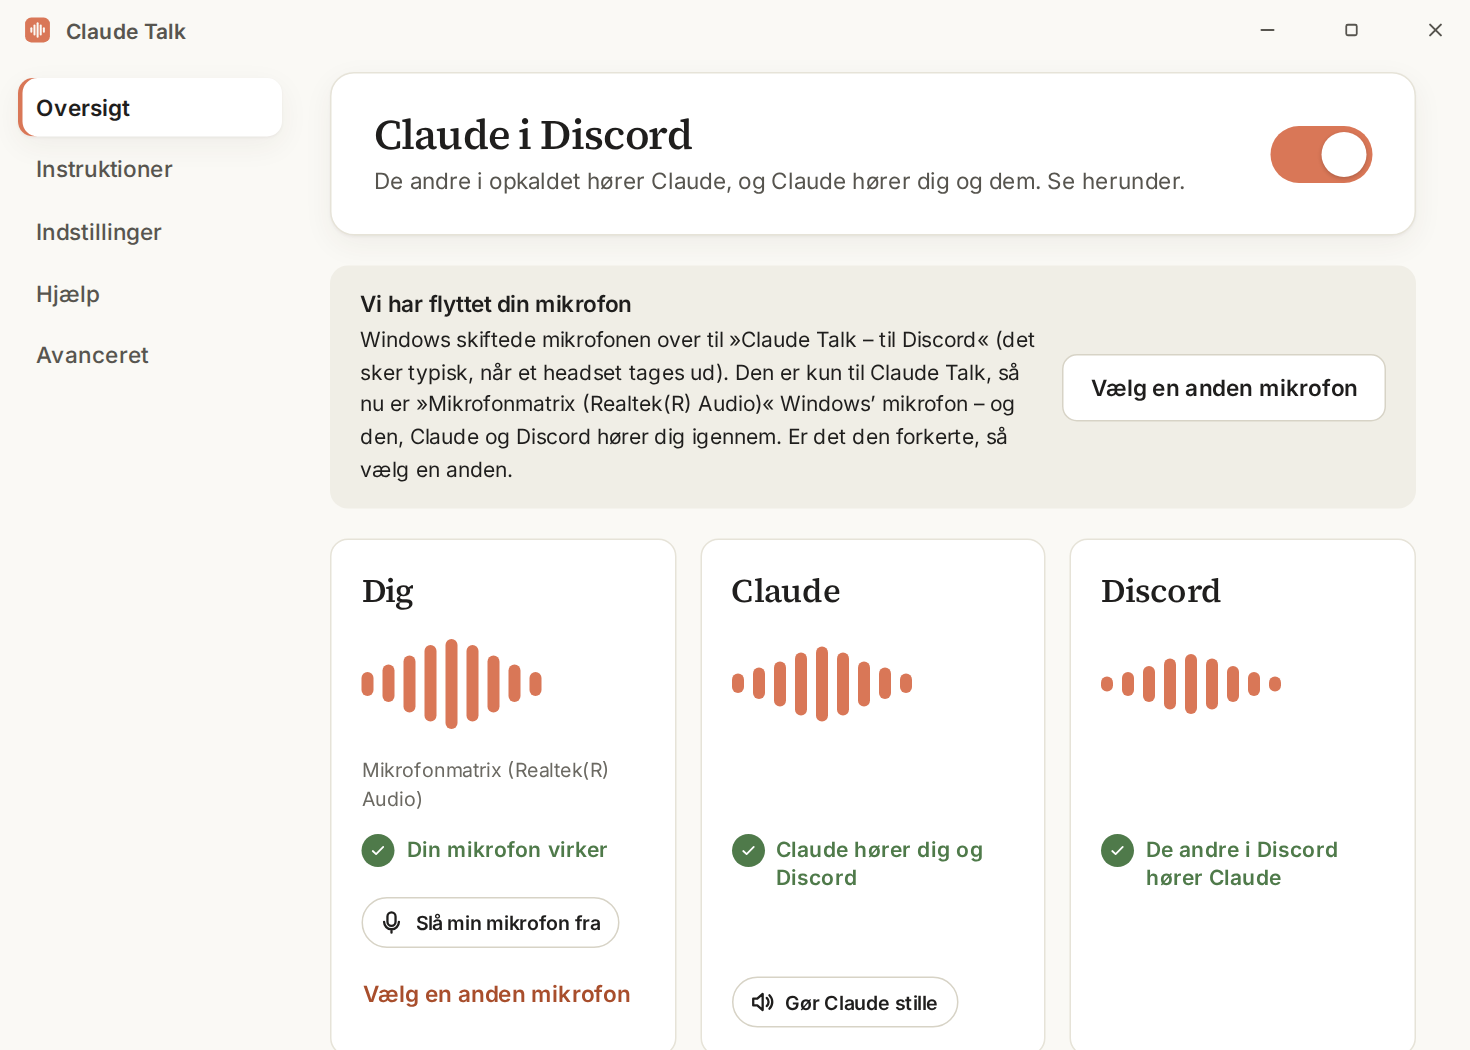 Claude Talk
Oversigt
Instruktioner
Indstillinger
Hjælp
Avanceret
Claude i Discord
De andre i opkaldet hører Claude, og Claude hører dig og dem. Se herunder.
Vi har flyttet din mikrofon
Windows skiftede mikrofonen over til »Claude Talk – til Discord« (det
sker typisk, når et headset tages ud). Den er kun til Claude Talk, så
nu er »Mikrofonmatrix (Realtek(R) Audio)« Windows’ mikrofon – og
den, Claude og Discord hører dig igennem. Er det den forkerte, så
vælg en anden.
Vælg en anden mikrofon
Dig
Mikrofonmatrix (Realtek(R)
Audio)
Din mikrofon virker
Slå min mikrofon fra
Vælg en anden mikrofon
Claude
Claude hører dig og
Discord
Gør Claude stille
Discord
De andre i Discord
hører Claude